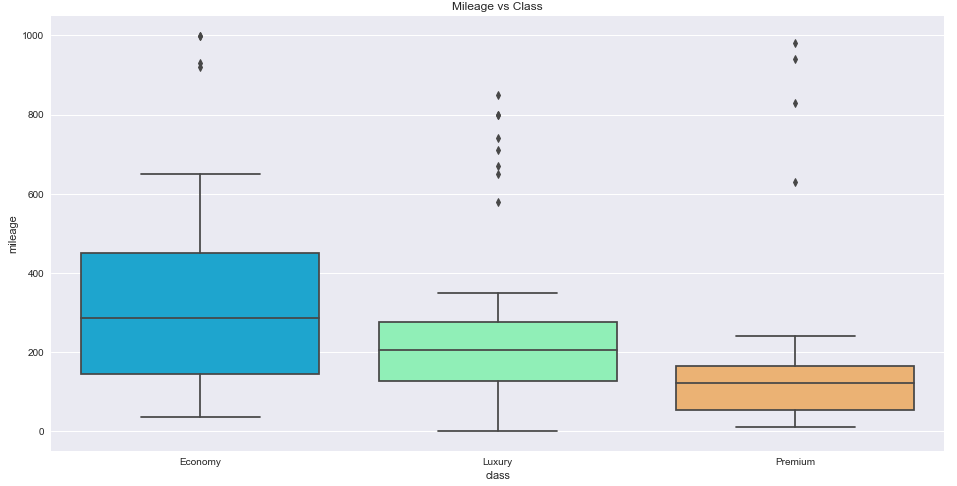 Mileage vs Class
1000
800
600
400
200
0
mileage
Economy
Luxury
Premium
class